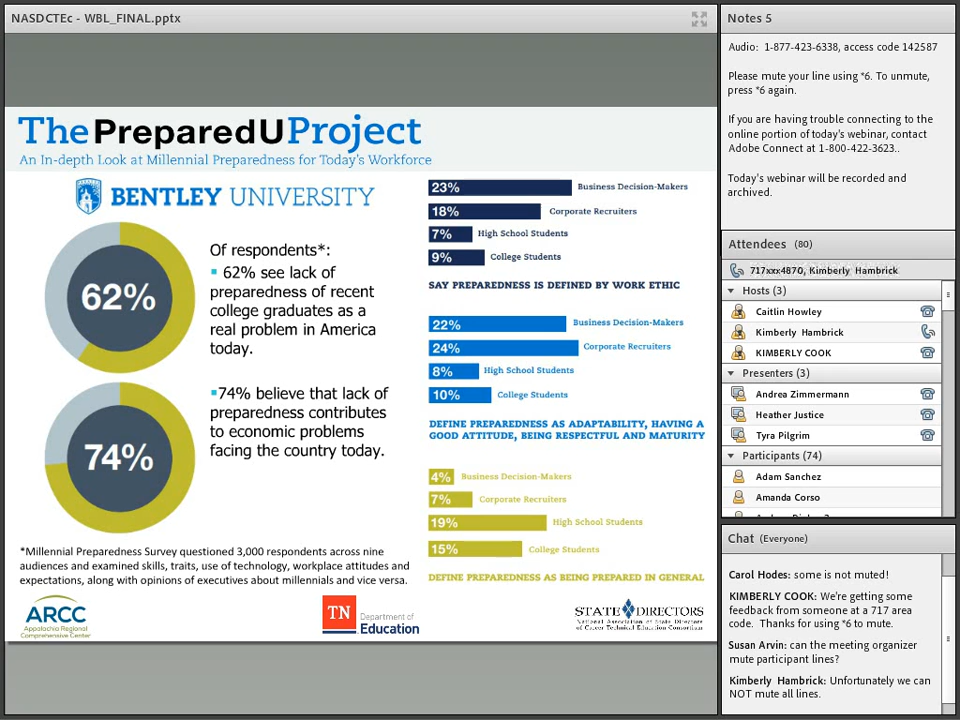 NASDCTEc - WBL_FINAL.pptx
The PreparedU Project
An In-depth Look at Millennial Preparedness for Today's Workforce
BENTLEY UNIVERSITY
62%
Of respondents*:
62% see lack of
preparedness of recent
college graduates as a
real problem in America
today.
74%
74% believe that lack of
preparedness contributes
to economic problems
facing the country today.
23% Business Decision-Makers
18% Corporate Recruiters
7% High School Students
9% College Students
SAY PREPAREDNESS IS DEFINED BY WORK ETHIC
22% Business Decision-Makers
24% Corporate Recruiters
8% High School Students
10% College Students
DEFINE PREPAREDNESS AS ADAPTABILITY, HAVING A
GOOD ATTITUDE, BEING RESPECTFUL AND MATURITY
4% Business Decision-Makers
7% Corporate Recruiters
19% High School Students
15% College Students
DEFINE PREPAREDNESS AS BEING PREPARED IN GENERAL
*Millennial Preparedness Survey questioned 3,000 respondents across nine
audiences and examined skills, traits, use of technology, workplace attitudes and
expectations, along with opinions of executives about millennials and vice versa.
ARCC
Appalachia Regional
Comprehensive Center
TN
Department of
Education
STATE DIRECTORS
National Association of State Directors
of Career Technical Education Consortium
Notes 5
Audio: 1-877-423-6338, access code 142587
Please mute your line using *6. To unmute,
press *6 again.
If you are having trouble connecting to the
online portion of today's webinar, contact
Adobe Connect at 1-800-422-3623..
Today's webinar will be recorded and
archived.
Attendees (80)
717xxx4870, Kimberly Hambrick
Hosts (3)
Caitlin Howley
Kimberly Hambrick
KIMBERLY COOK
Presenters (3)
Andrea Zimmermann
Heather Justice
Tyra Pilgrim
Participants (74)
Adam Sanchez
Amanda Corso
Chat (Everyone)
Carol Hodes: some is not muted!
KIMBERLY COOK: We're getting some
feedback from someone at a 717 area
code. Thanks for using *6 to mute.
Susan Arvin: can the meeting organizer
mute participant lines?
Kimberly Hambrick: Unfortunately we can
NOT mute all lines.